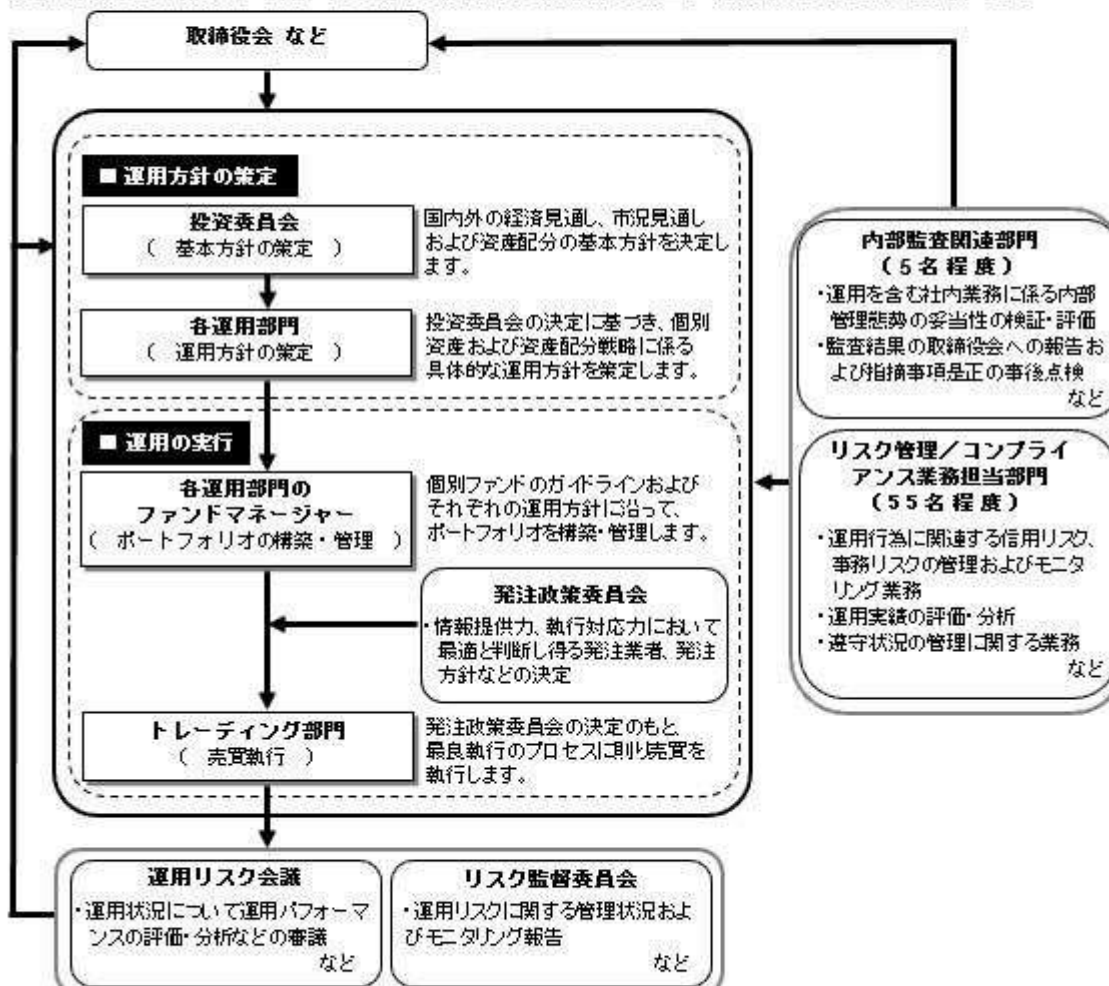 取締役会 など
■ 運用方針の策定
投資委員会
( 基本方針の策定 )
国内外の経済見通し、市況見通し
および資産配分の基本方針を決定し
ます。
各運用部門
( 運用方針の策定 )
投資委員会の決定に基づき、個別
資産および資産配分戦略に係る
具体的な運用方針を策定します。
■ 運用の実行
各運用部門の
ファンドマネージャー
( ポートフォリオの構築・管理 )
個別ファンドのガイドラインおよび
それぞれの運用方針に沿って、
ポートフォリオを構築・管理します。
発注政策委員会
・情報提供力、執行対応力において
最適と判断し得る発注業者、発注
方針などの決定
トレーディング部門
( 売買執行 )
発注政策委員会の決定のもと
最良執行のプロセスに則り売買を
執行します。
内部監査関連部門
(5名程度)
・運用を含む社内業務に係る内部
管理態勢の妥当性の検証・評価
・監査結果の取締役会への報告お
よび指摘事項是正の事後点検
など
リスク管理/コンプライ
アンス業務担当部門
(55名程度)
・運用行為に関連する信用リスク、
事務リスクの管理およびモニタ
リング業務
・運用実績の評価・分析
・遵守状況の管理に関する業務
など
運用リスク会議
・運用状況について運用パフォーマ
ンスの評価・分析などの審議
など
リスク監督委員会
・運用リスクに関する管理状況およ
びモニタリング報告
など